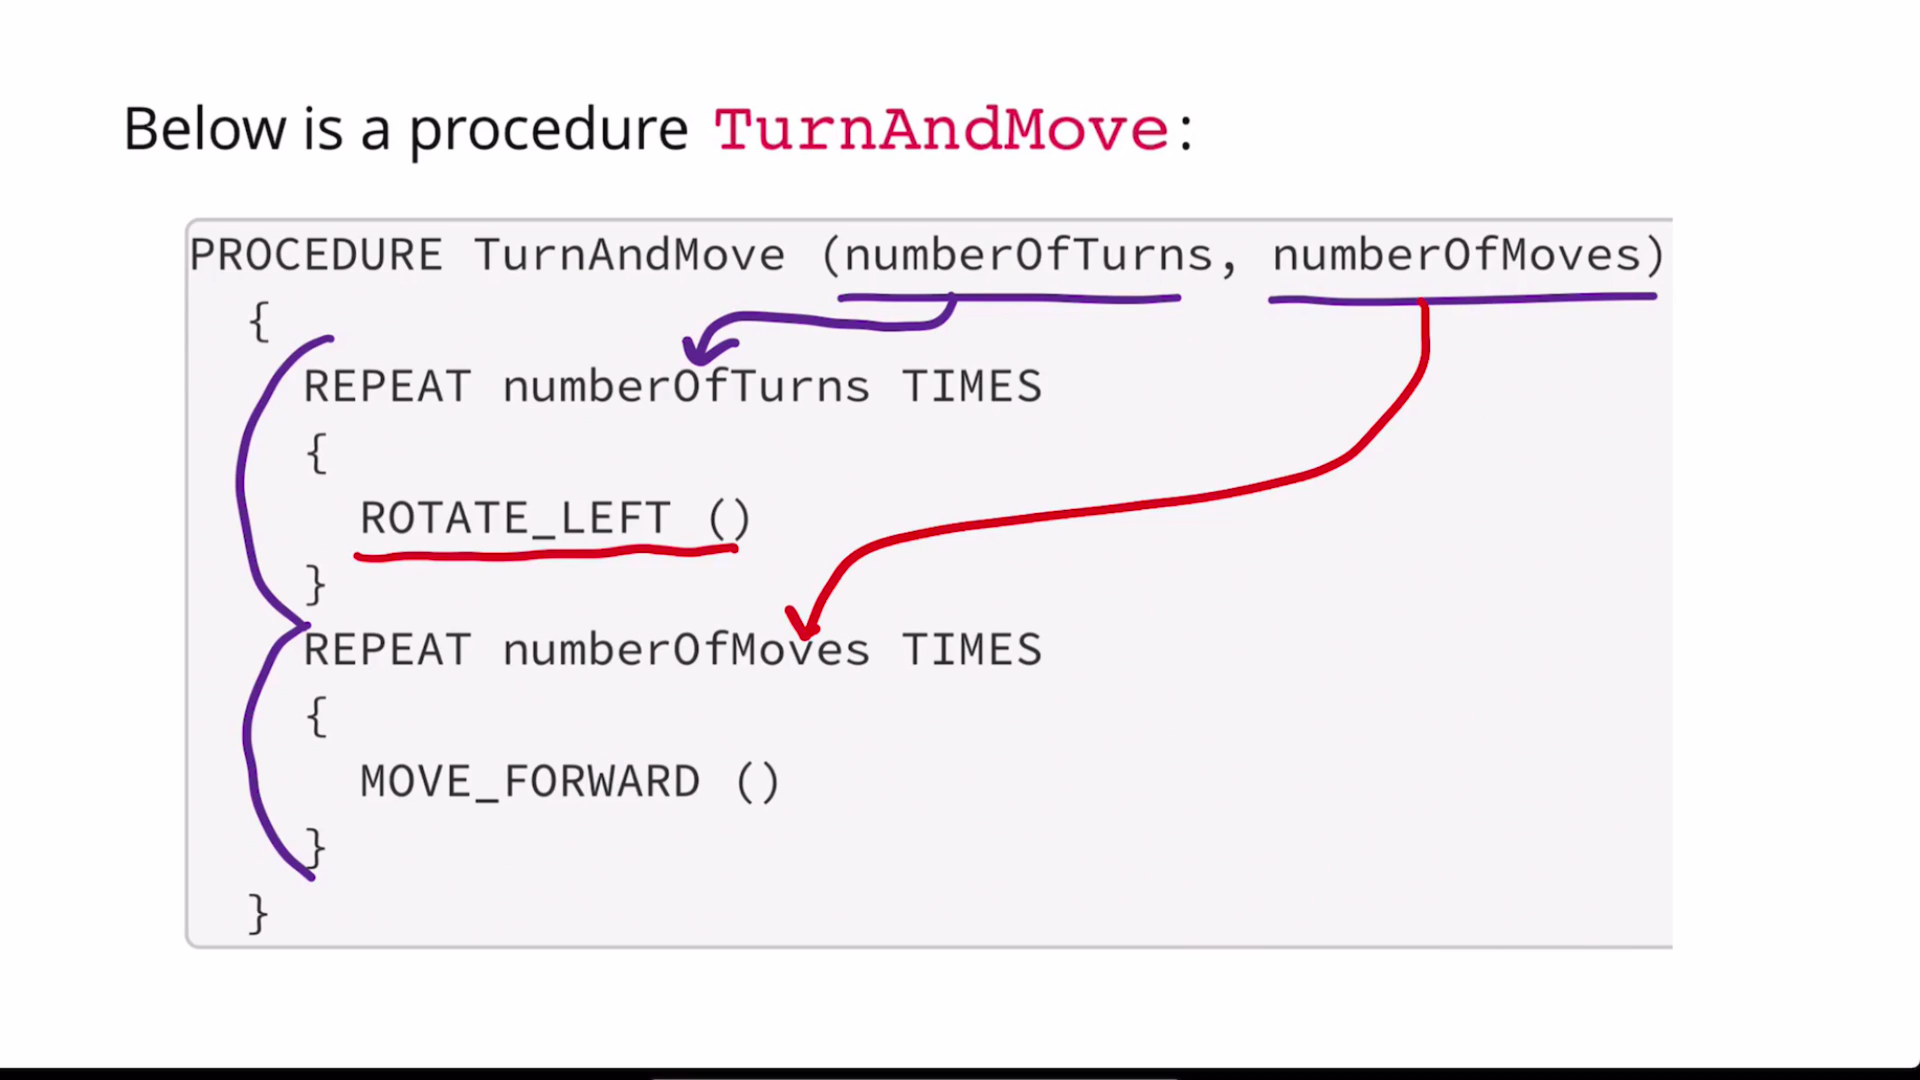 Below is a procedure TurnAndMove:
PROCEDURE TurnAndMove (numberOfTurns, numberOfMoves)
{
REPEAT numberOfTurns TIMES
{
ROTATE_LEFT ()
}
REPEAT numberOfMoves TIMES
{
MOVE_FORWARD ()
}
}